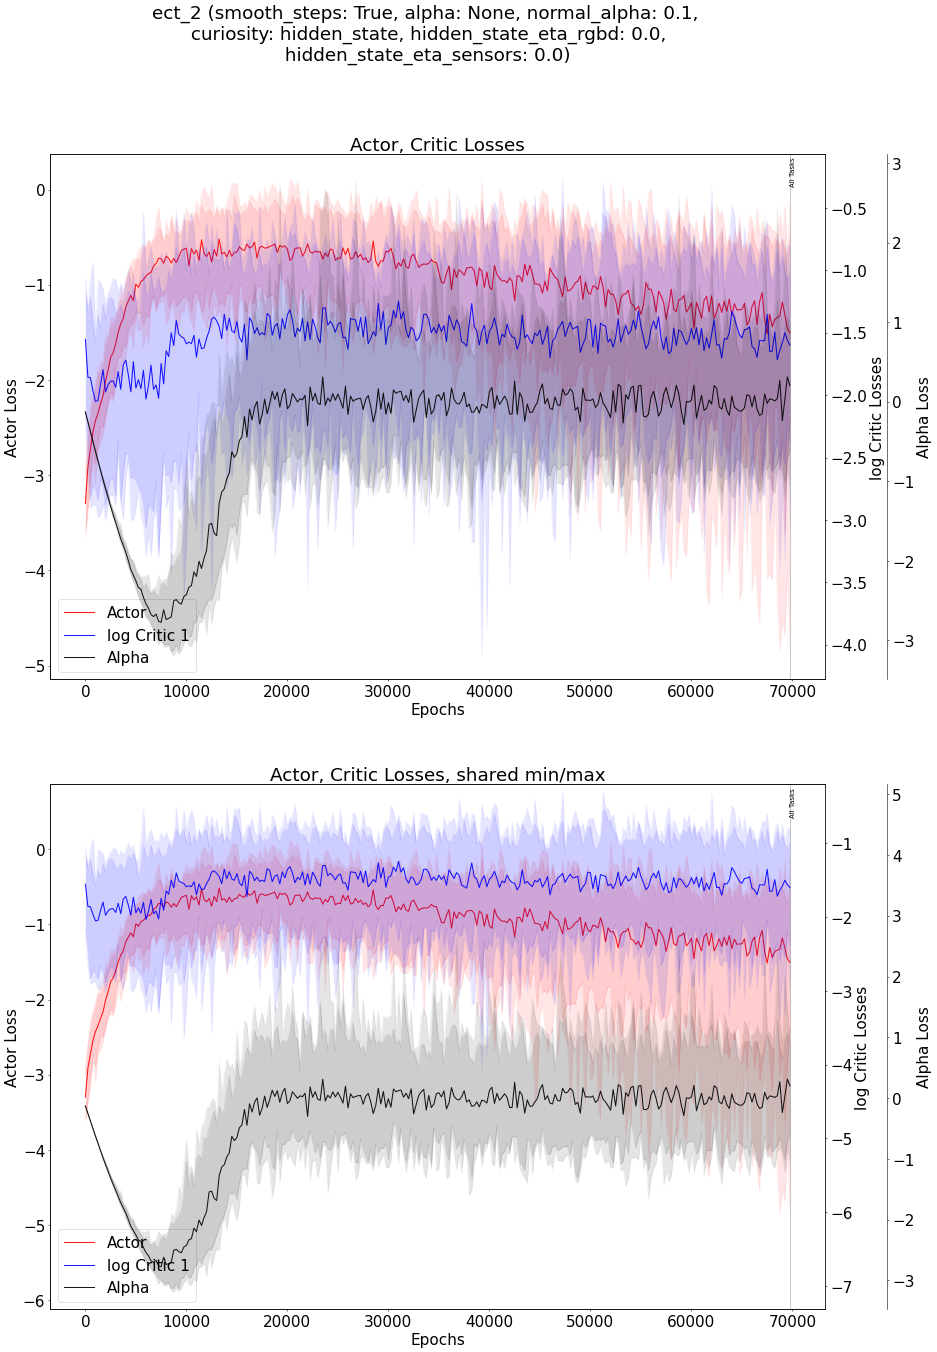 ect_2 (smooth_steps: True, alpha: None, normal_alpha: 0.1,
curiosity: hidden_state, hidden_state_eta_rgbd: 0.0,
hidden_state_eta_sensors: 0.0)
Actor, Critic Losses
All Tasks
0
−1
−2
−3
−4
−5
Actor Loss
−0.5
−1.0
−1.5
−2.0
−2.5
−3.0
−3.5
−4.0
log Critic Losses
3
2
1
0
−1
−2
−3
Alpha Loss
Actor
log Critic 1
Alpha
0 10000 20000 30000 40000 50000 60000 70000
Epochs
Actor, Critic Losses, shared min/max
All Tasks
0
−1
−2
−3
−4
−5
−6
Actor Loss
−1
−2
−3
−4
−5
−6
−7
log Critic Losses
5
4
3
2
1
0
−1
−2
−3
Alpha Loss
Actor
log Critic 1
Alpha
0 10000 20000 30000 40000 50000 60000 70000
Epochs